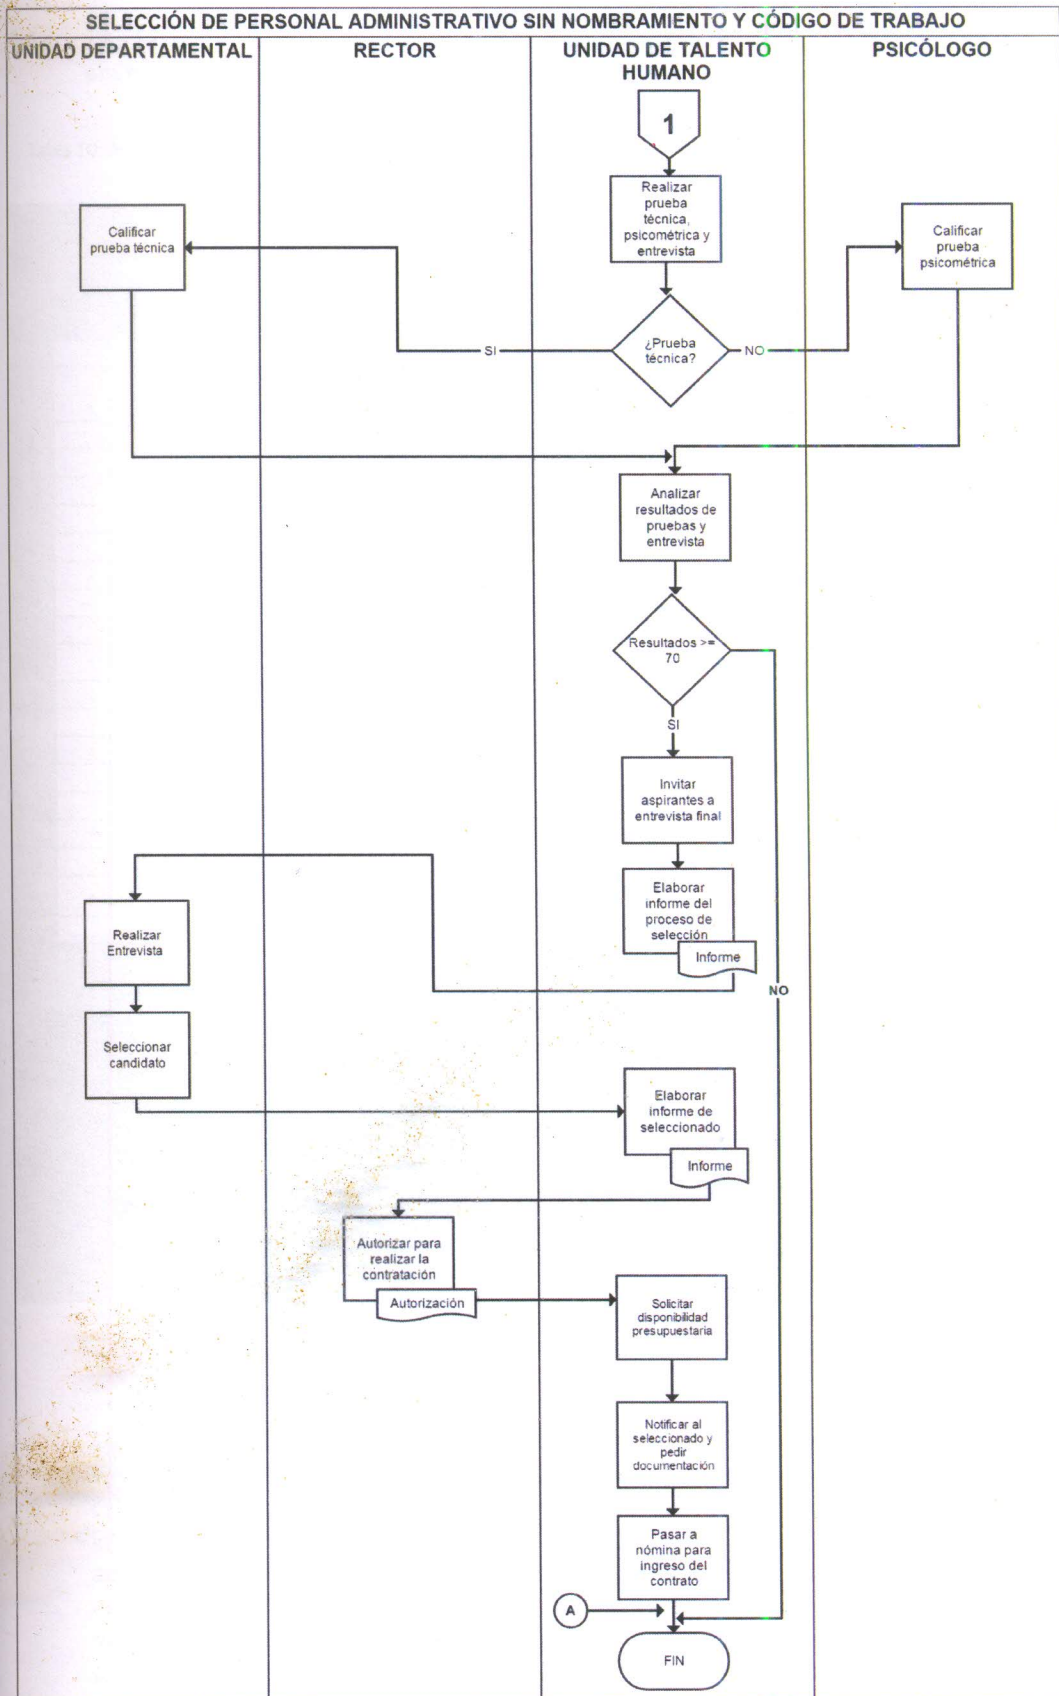 SELECCIÓN DE PERSONAL ADMINISTRATIVO SIN NOMBRAMIENTO Y CÓDIGO DE TRABAJO
UNIDAD DEPARTAMENTAL
RECTOR
UNIDAD DE TALENTO
HUMANO
PSICÓLOGO
1
Realizar
prueba
técnica,
psicométrica y
entrevista
Calificar
prueba técnica
Calificar
prueba
psicométrica
¿Prueba
técnica?
SI
NO
Analizar
resultados de
pruebas y
entrevista
Resultados >=
70
SI
Invitar
aspirantes a
entrevista final
Elaborar
informe del
proceso de
selección
Informe
Realizar
Entrevista
NO
Seleccionar
candidato
Elaborar
informe de
seleccionado
Informe
Autorizar para
realizar la
contratación
Autorización
Solicitar
disponibilidad
presupuestaria
Notificar al
seleccionado y
pedir
documentación
Pasar a
nómina para
ingreso del
contrato
A
FIN